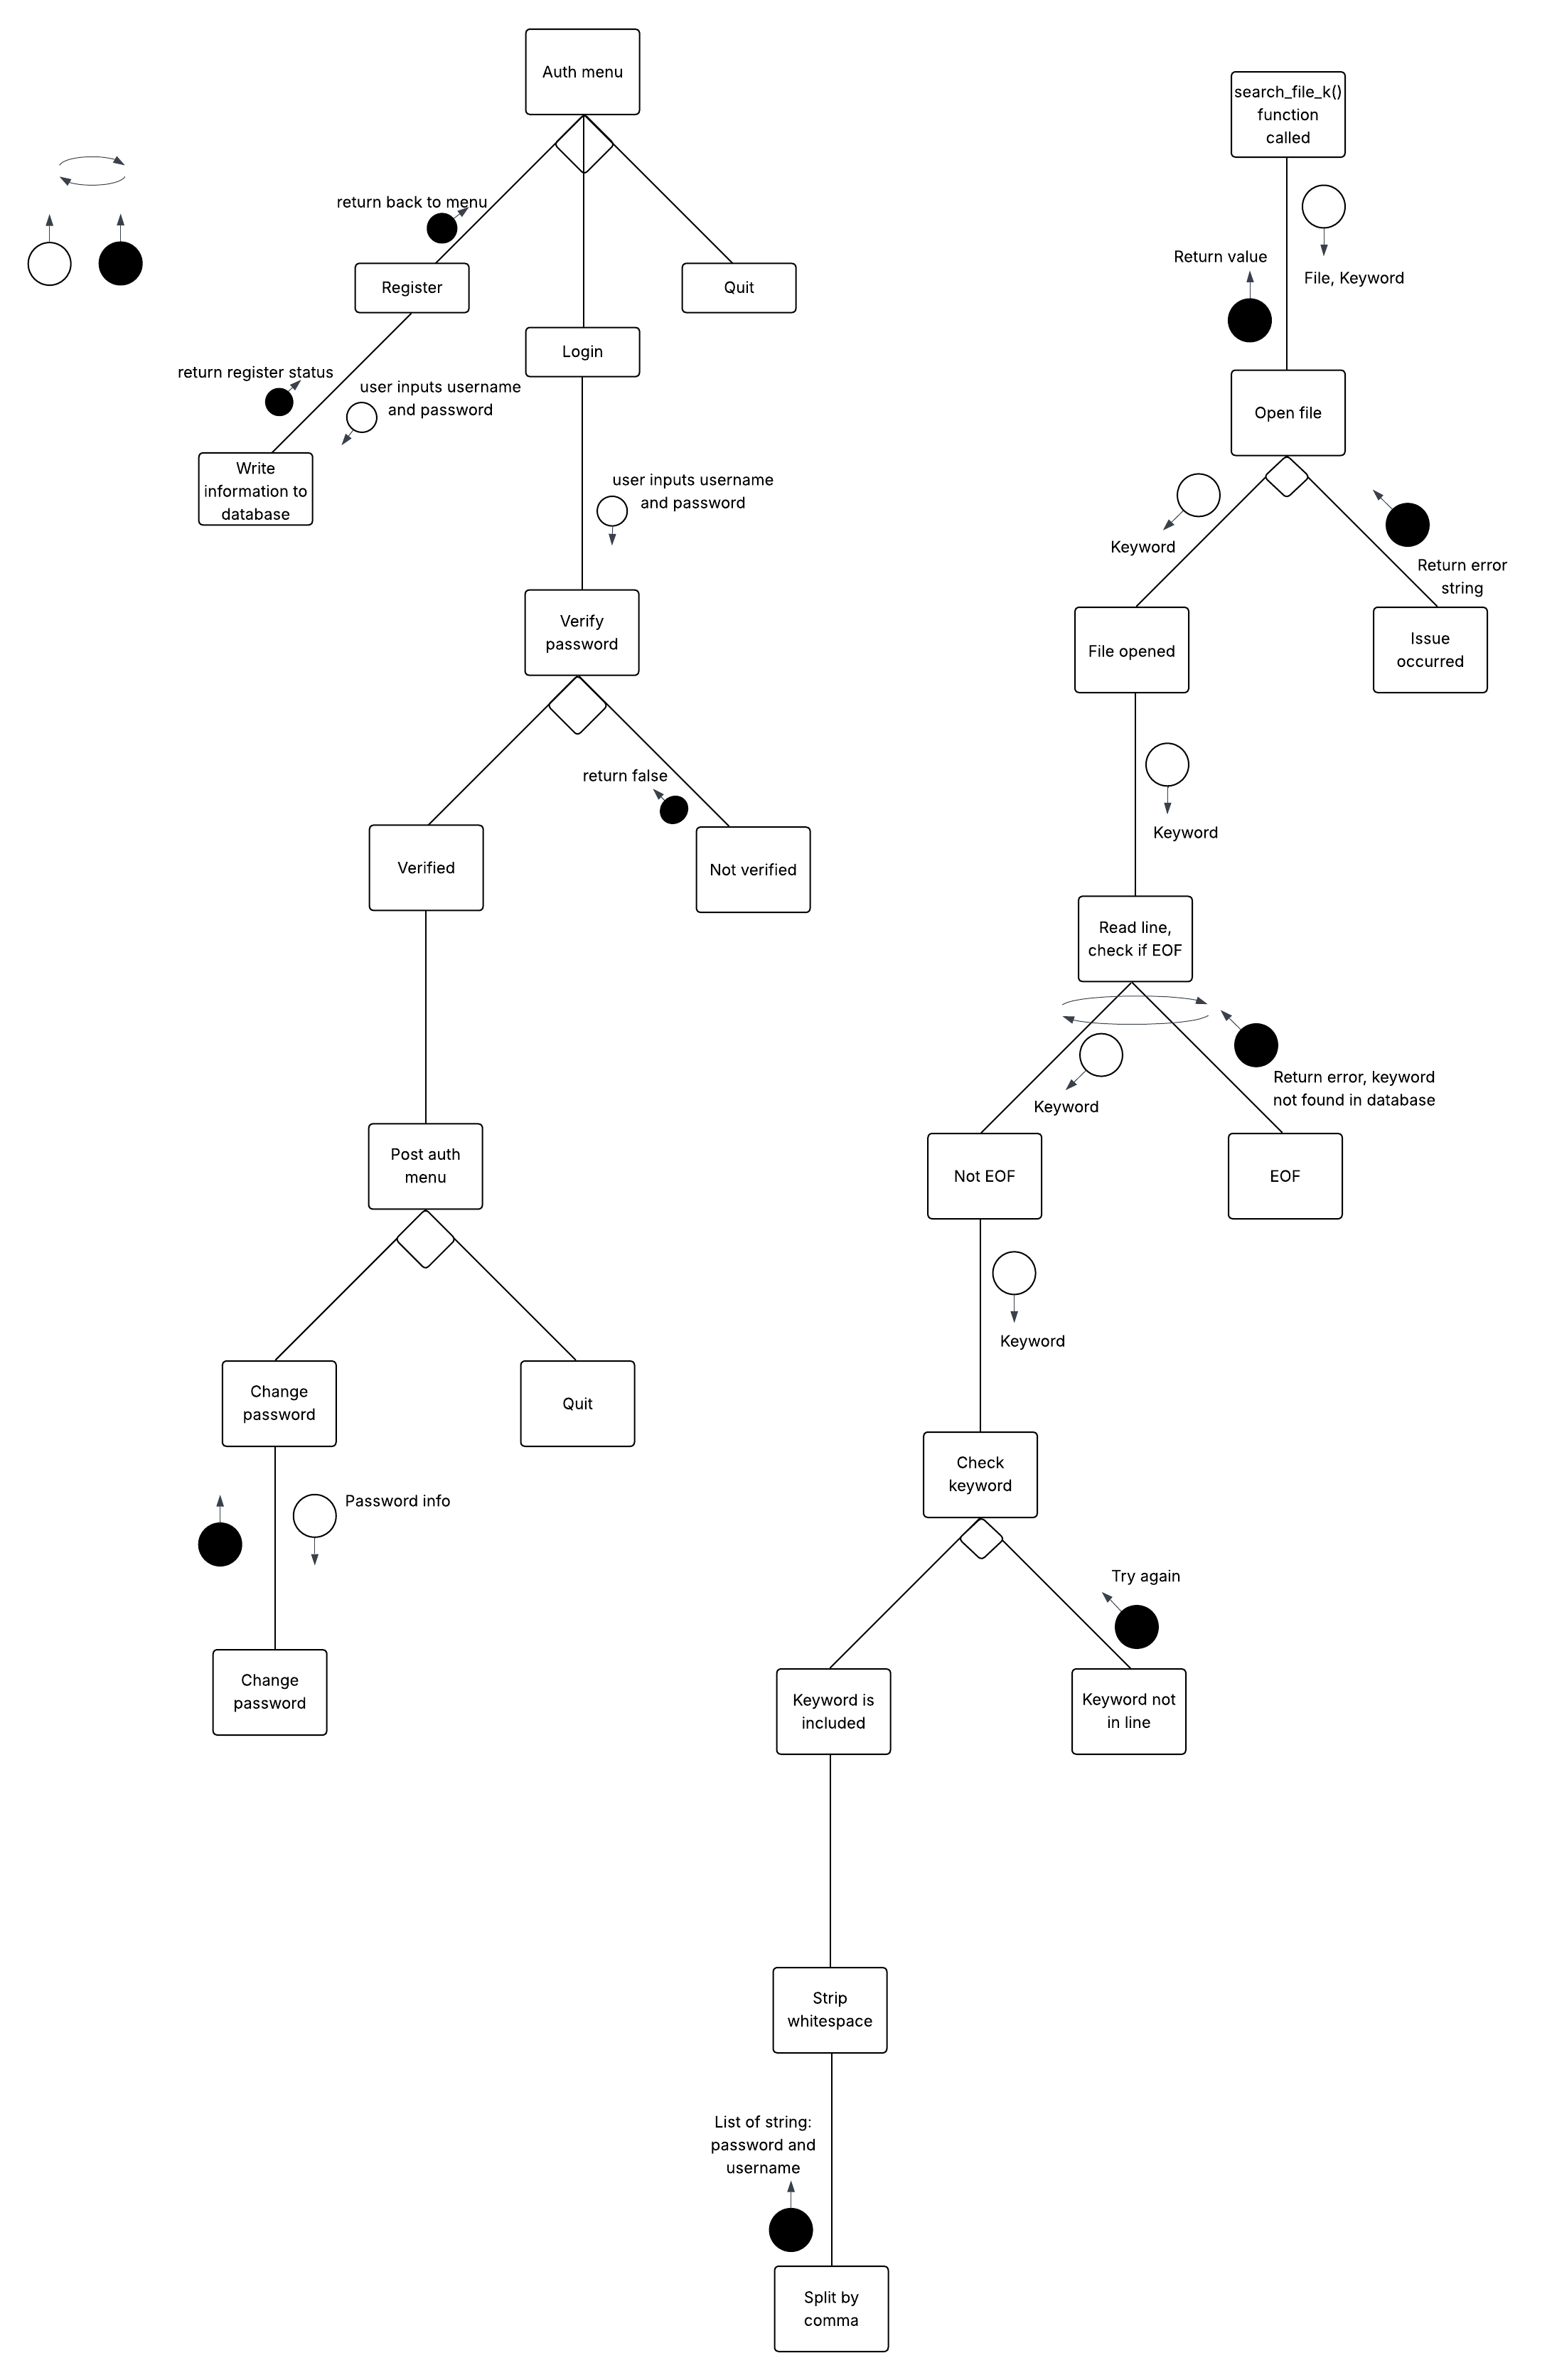 Auth menu
return back to menu
Register
Quit
Login
return register status
user inputs username
and password
Write
information to
database
user inputs username
and password
Verify
password
return false
Verified
Not verified
Post auth
menu
Change
password
Quit
Password info
Change
password
search_file_k()
function
called
Return value
File, Keyword
Open file
Keyword
Return error
string
File opened
Issue
occurred
Keyword
Read line,
check if EOF
Keyword
Return error, keyword
not found in database
Not EOF
EOF
Keyword
Check
keyword
Try again
Keyword is
included
Keyword not
in line
Strip
whitespace
List of string:
password and
username
Split by
comma